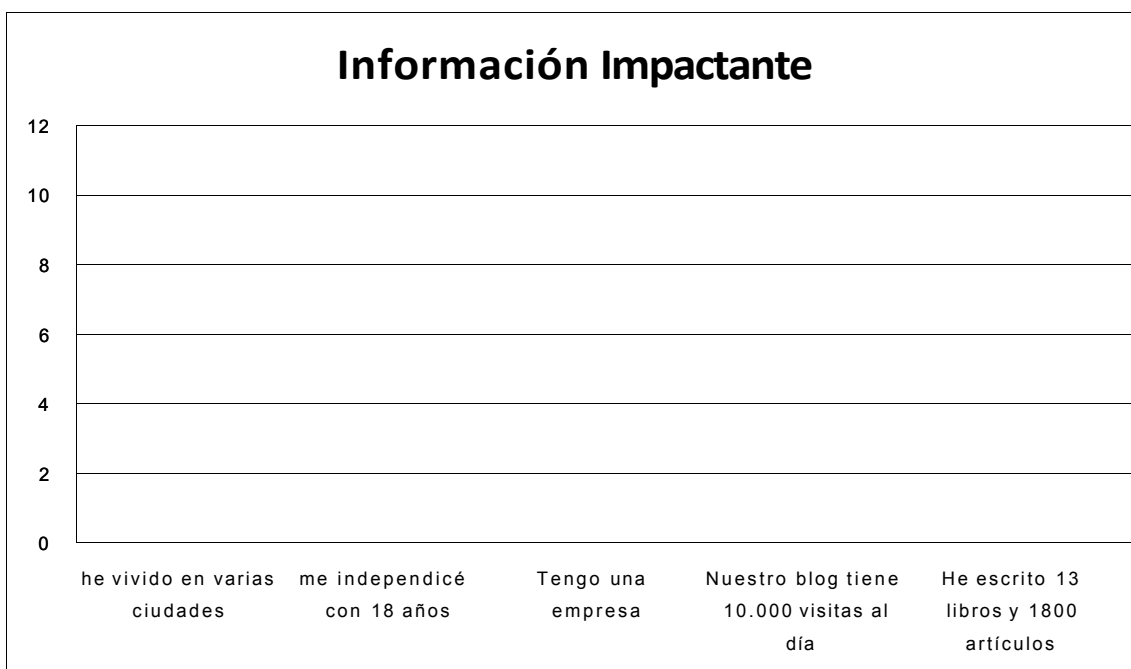 Información Impactante
12
10
8
6
4
2
0
he vivido en varias ciudades
me independicé con 18 años
Tengo una empresa
Nuestro blog tiene 10.000 visitas al día
He escrito 13 libros y 1800 artículos